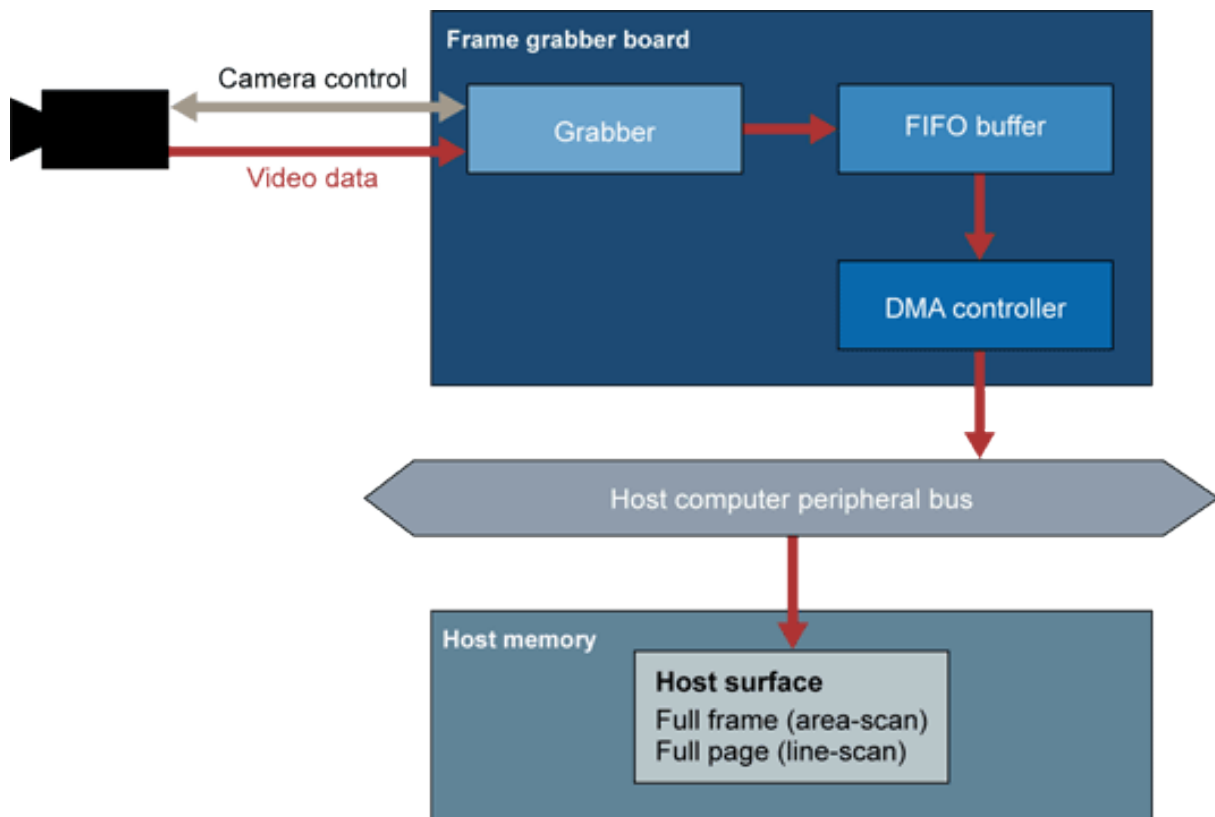 Frame grabber board
Camera control
Grabber
FIFO buffer
Video data
DMA controller
Host computer peripheral bus
Host memory
Host surface
Full frame (area-scan)
Full page (line-scan)